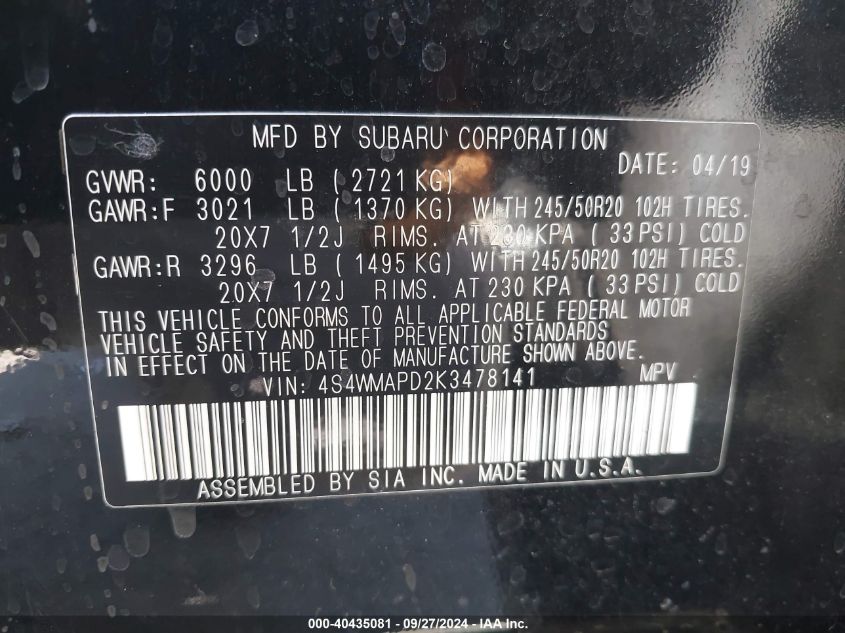 MFD BY SUBARU CORPORATION
DATE: 04/19
GVWR: 6000 LB ( 2721 KG)
GAWR:F 3021 LB ( 1370 KG) WITH 245/50R20 102H TIRES.
20X7 1/2J RIMS. AT 230 KPA ( 33 PSI) COLD
GAWR:R 3296 LB ( 1495 KG) WITH 245/50R20 102H TIRES.
20X7 1/2J RIMS. AT 230 KPA ( 33 PSI) COLD
THIS VEHICLE CONFORMS TO ALL APPLICABLE FEDERAL MOTOR
VEHICLE SAFETY AND THEFT PREVENTION STANDARDS
IN EFFECT ON THE DATE OF MANUFACTURE SHOWN ABOVE.
VIN: 4S4WMAPD2K3478141 MPV
ASSEMBLED BY SIA INC. MADE IN U.S.A.
000-40435081 - 09/27/2024 - IAA Inc.